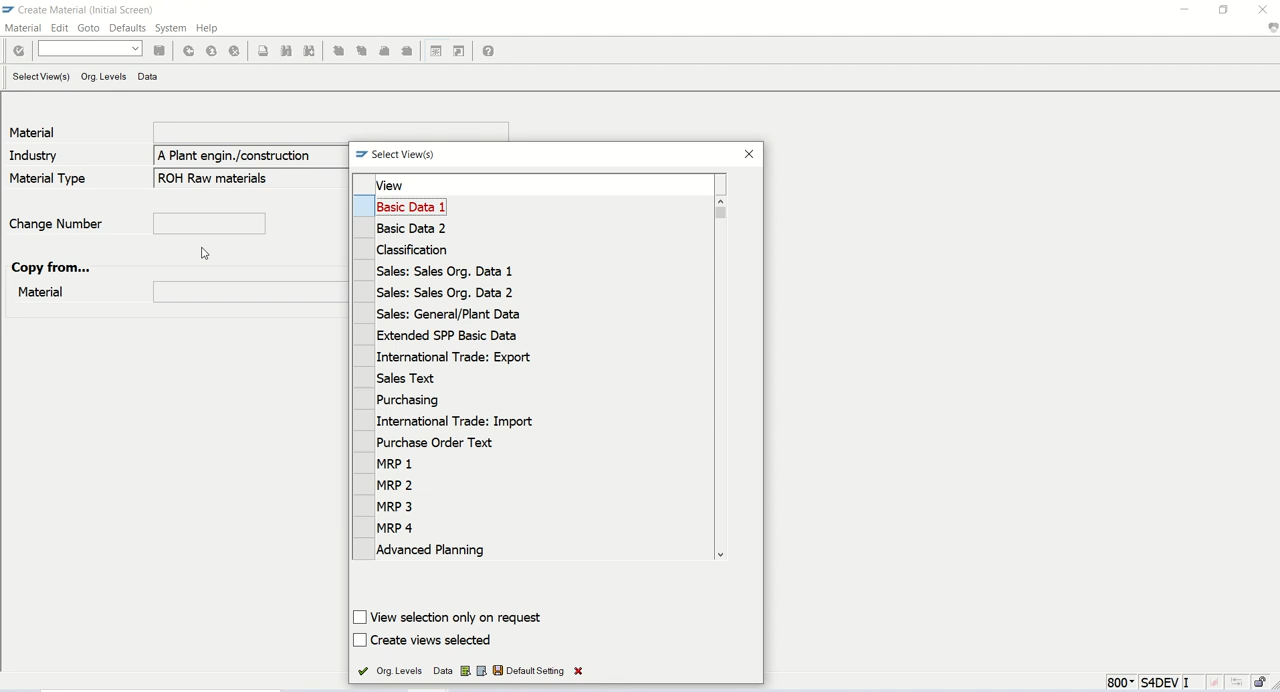 Create Material (Initial Screen)
Material Edit Goto Defaults System Help
Select View(s) Org. Levels Data
Material
Industry A Plant engin./construction
Material Type ROH Raw materials
Change Number
Copy from...
Material
Select View(s)
View
Basic Data 1
Basic Data 2
Classification
Sales: Sales Org. Data 1
Sales: Sales Org. Data 2
Sales: General/Plant Data
Extended SPP Basic Data
International Trade: Export
Sales Text
Purchasing
International Trade: Import
Purchase Order Text
MRP 1
MRP 2
MRP 3
MRP 4
Advanced Planning
View selection only on request
Create views selected
Org. Levels Data Default Setting
800 S4DEV I